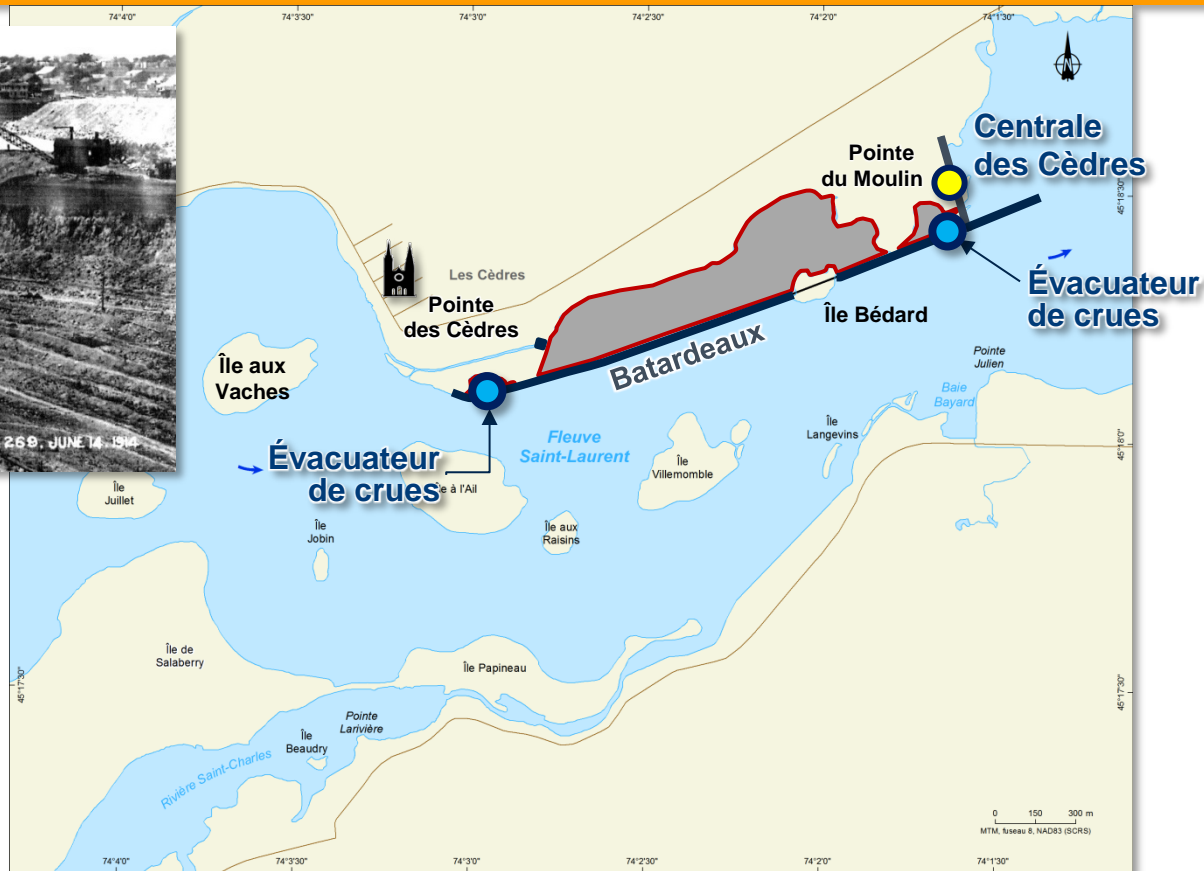 74°4'0"
74°3'30"
74°3'0"
74°2'30"
74°2'0"
74°1'30"
N
269. JUNE 14. 1914
Centrale
des Cèdres
Pointe
du Moulin
45°18'30"
Les Cèdres
Pointe
des Cèdres
Évacuateur
de crues
Île Bédard
Batardeaux
Île aux
Vaches
Pointe
Julien
Baie
Bayard
Île
Langevins
45°18'0"
Fleuve
Saint-Laurent
Évacuateur
de crues
Île
Villemomble
Île
Juillet
Île à l'Ail
Île
Jobin
Île aux
Raisins
Île de
Salaberry
Île Papineau
45°17'30"
45°17'30"
Pointe
Larivière
Île
Beaudry
Rivière Saint-Charles
0 150 300 m
MTM, fuseau 8, NAD83 (SCRS)
74°4'0"
74°3'30"
74°3'0"
74°2'30"
74°2'0"
74°1'30"